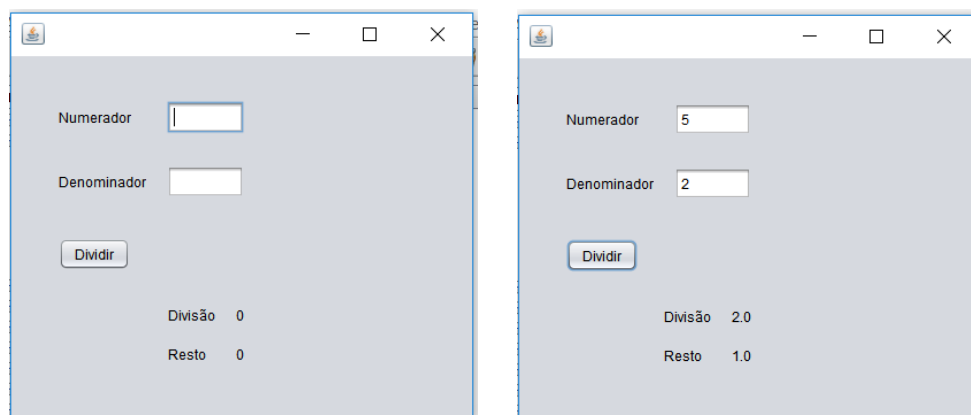 Numerador
Denominador
Dividir
Divisão 0
Resto 0
Numerador 5
Denominador 2
Dividir
Divisão 2.0
Resto 1.0